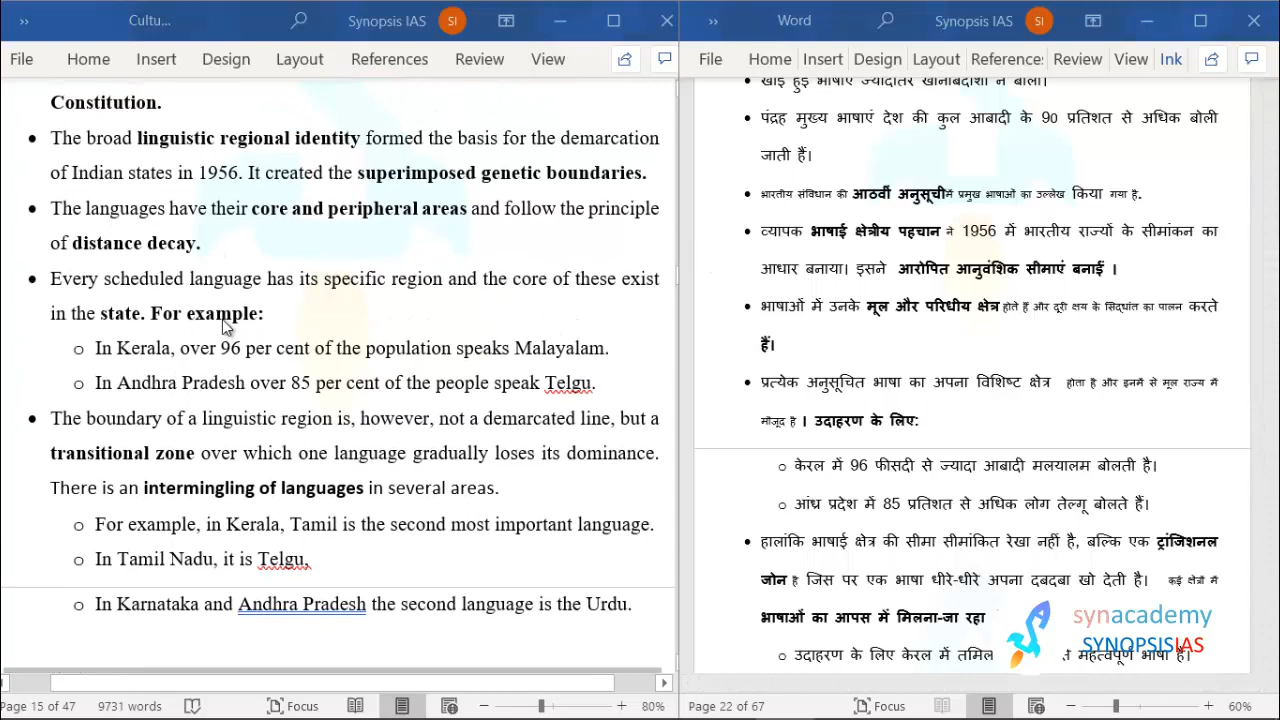 Cultu...
Synopsis IAS
SI
File Home Insert Design Layout References Review View
Constitution.
• The broad linguistic regional identity formed the basis for the demarcation
of Indian states in 1956. It created the superimposed genetic boundaries.
• The languages have their core and peripheral areas and follow the principle
of distance decay.
• Every scheduled language has its specific region and the core of these exist
in the state. For example:
o In Kerala, over 96 per cent of the population speaks Malayalam.
o In Andhra Pradesh over 85 per cent of the people speak Telgu.
• The boundary of a linguistic region is, however, not a demarcated line, but a
transitional zone over which one language gradually loses its dominance.
There is an intermingling of languages in several areas.
o For example, in Kerala, Tamil is the second most important language.
o In Tamil Nadu, it is Telgu,
o In Karnataka and Andhra Pradesh the second language is the Urdu.
Page 15 of 47 9731 words Focus 80%
Word
Synopsis IAS
SI
File Home Insert Design Layout References Review View Ink
खोई हुई भाषाएं ज्यादातर खानाबदोशों ने बोली।
• पंद्रह मुख्य भाषाएं देश की कुल आबादी के 90 प्रतिशत से अधिक बोली
जाती हैं।
• भारतीय संविधान की आठवीं अनुसूची में प्रमुख भाषाओं का उल्लेख किया गया है.
• व्यापक भाषाई क्षेत्रीय पहचान ने 1956 में भारतीय राज्यों के सीमांकन का
आधार बनाया। इसने आरोपित आनुवंशिक सीमाएं बनाईं ।
• भाषाओं में उनके मूल और परिधीय क्षेत्र होते हैं और दूरी क्षय के सिद्धांत का पालन करते
हैं।
• प्रत्येक अनुसूचित भाषा का अपना विशिष्ट क्षेत्र होता है और इनमें से मूल राज्य में
मौजूद है । उदाहरण के लिए:
o केरल में 96 फीसदी से ज्यादा आबादी मलयालम बोलती है।
o आंध्र प्रदेश में 85 प्रतिशत से अधिक लोग तेल्गू बोलते हैं।
• हालांकि भाषाई क्षेत्र की सीमा सीमांकित रेखा नहीं है, बल्कि एक ट्रांजिशनल
जोन है जिस पर एक भाषा धीरे-धीरे अपना दबदबा खो देती है। कई क्षेत्रों में
भाषाओं का आपस में मिलना-जा रहा
o उदाहरण के लिए केरल में तमिल महत्वपूर्ण भाषा है।
synacademy
SYNOPSISIAS
Page 22 of 67 Focus 60%